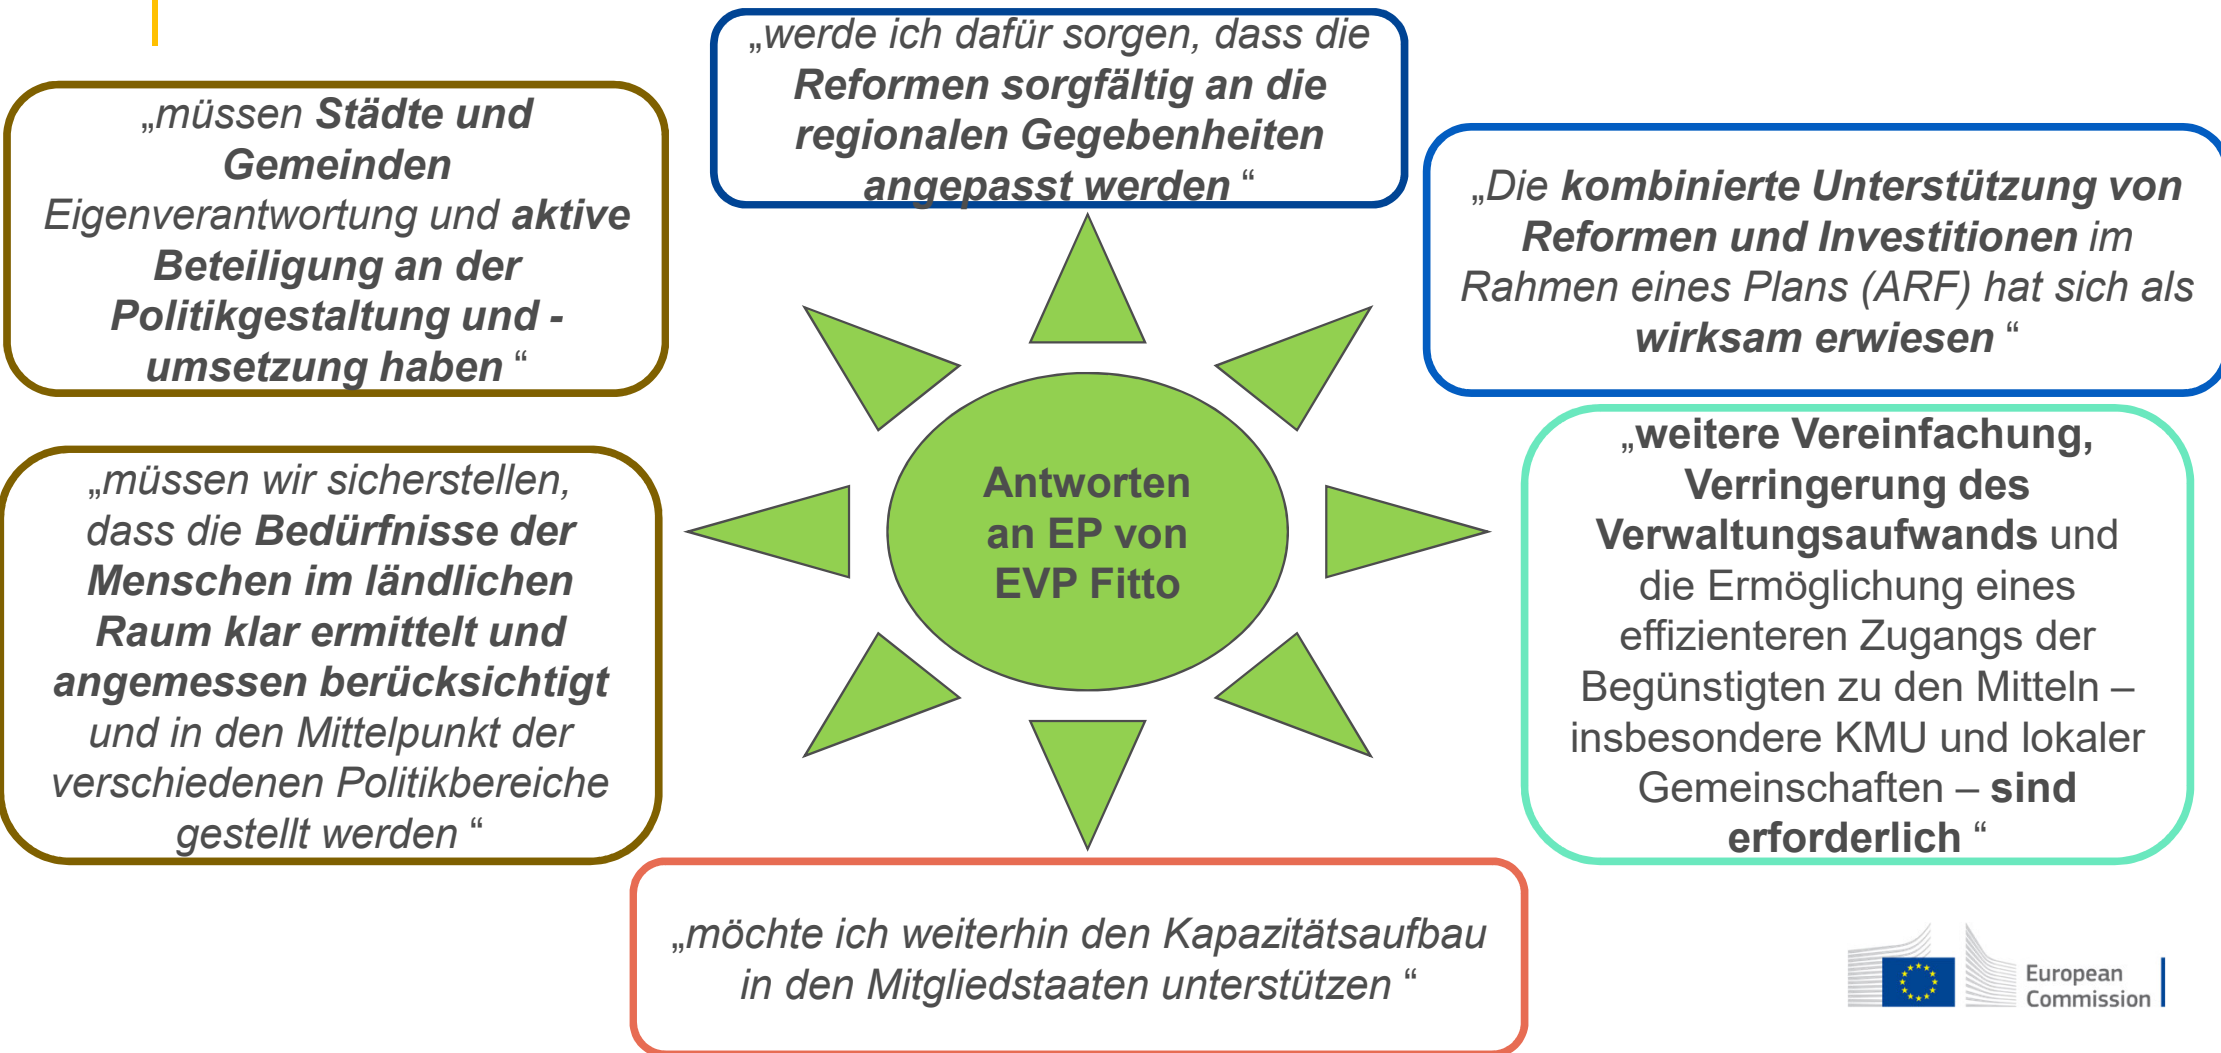 „werde ich dafür sorgen, dass die
Reformen sorgfältig an die
regionalen Gegebenheiten
angepasst werden “
„müssen Städte und
Gemeinden
Eigenverantwortung und aktive
Beteiligung an der
Politikgestaltung und -
umsetzung haben “
„Die kombinierte Unterstützung von
Reformen und Investitionen im
Rahmen eines Plans (ARF) hat sich als
wirksam erwiesen “
„müssen wir sicherstellen,
dass die Bedürfnisse der
Menschen im ländlichen
Raum klar ermittelt und
angemessen berücksichtigt
und in den Mittelpunkt der
verschiedenen Politikbereiche
gestellt werden “
Antworten
an EP von
EVP Fitto
„weitere Vereinfachung,
Verringerung des
Verwaltungsaufwands und
die Ermöglichung eines
effizienteren Zugangs der
Begünstigten zu den Mitteln –
insbesondere KMU und lokaler
Gemeinschaften – sind
erforderlich “
„möchte ich weiterhin den Kapazitätsaufbau
in den Mitgliedstaaten unterstützen “
European
Commission